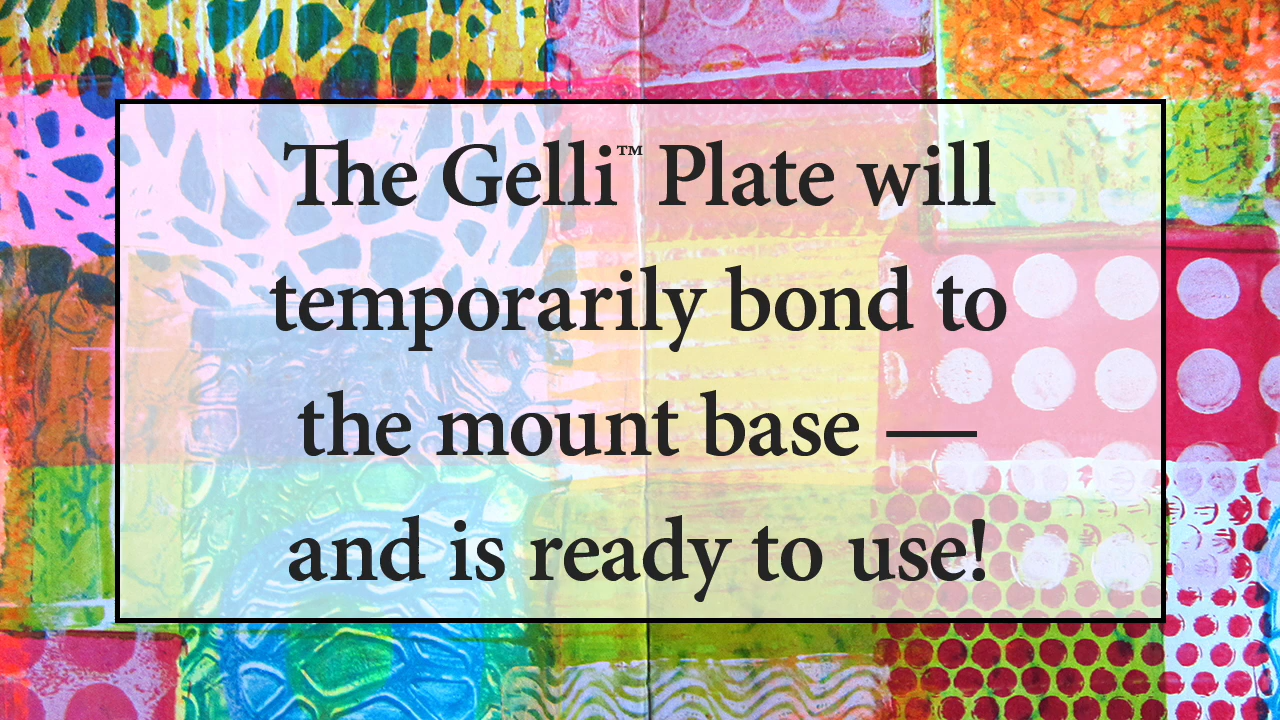 The Gelli™ Plate will
temporarily bond to
the mount base —
and is ready to use!